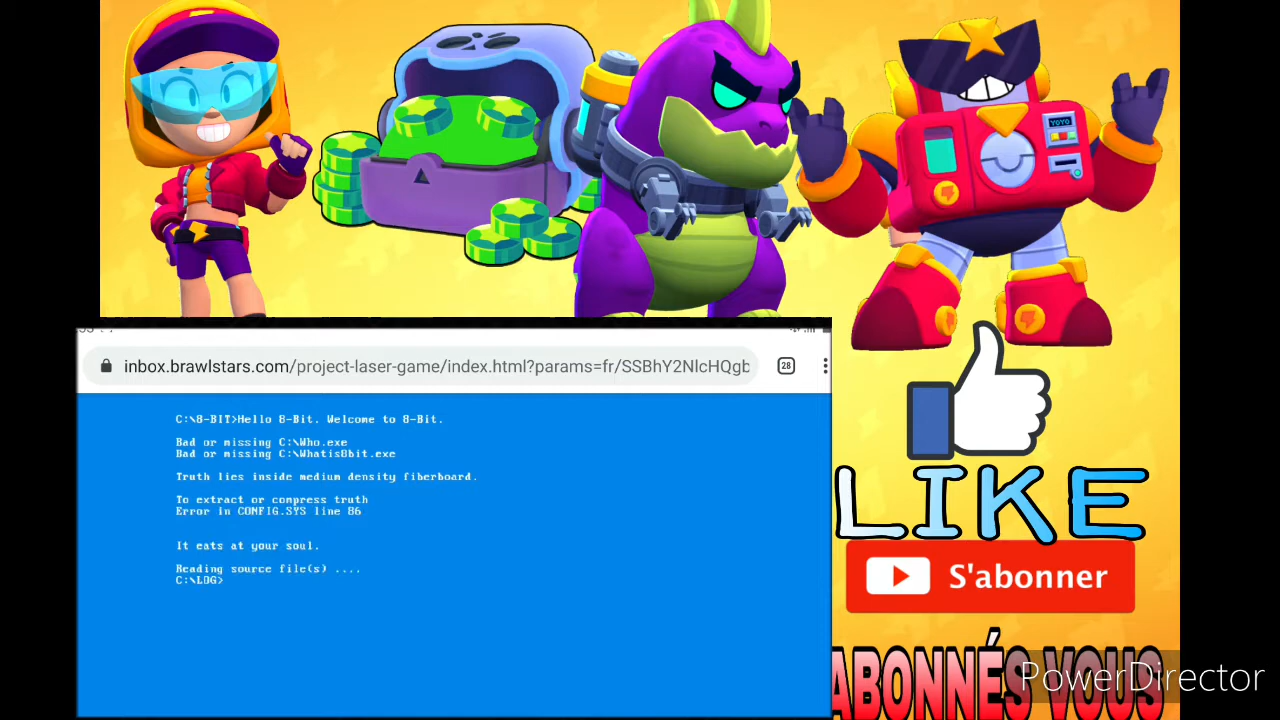 YOYO
inbox.brawlstars.com/project-laser-game/index.html?params=fr/SSBhY2NlcHQgb
28
C:\8-BIT>Hello 8-Bit. Welcome to 8-Bit.
Bad or missing C:\Who.exe
Bad or missing C:\Whatis8bit.exe
Truth lies inside medium density fiberboard.
To extract or compress truth
Error in CONFIG.SYS line 86
It eats at your soul.
Reading source file(s) ....
C:\LOG>
LIKE
S'abonner
ABONNÉS VOUS
PowerDirector